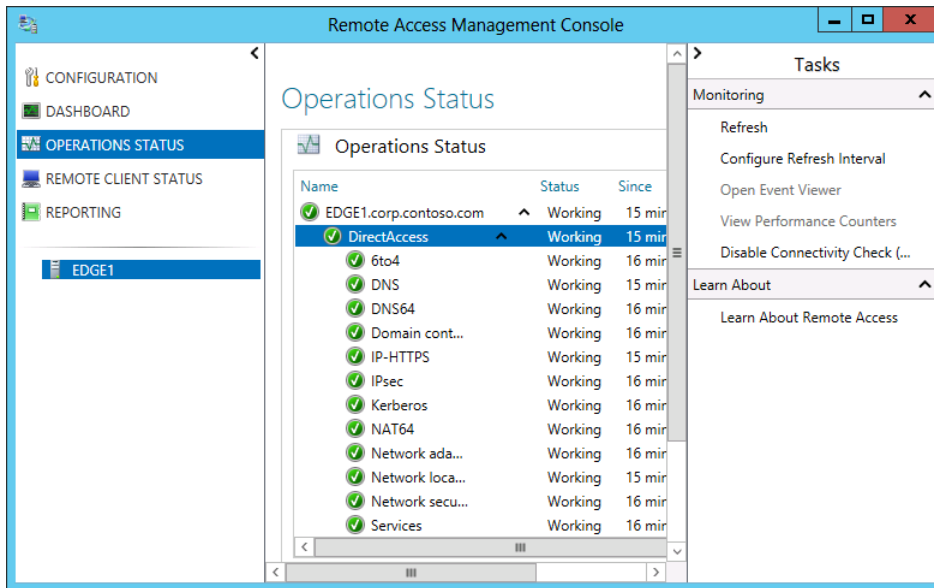 Remote Access Management Console
CONFIGURATION
DASHBOARD
OPERATIONS STATUS
REMOTE CLIENT STATUS
REPORTING
EDGE1
Operations Status
Operations Status
Name Status Since
EDGE1.corp.contoso.com Working 15 min
DirectAccess Working 15 min
6to4 Working 16 min
DNS Working 15 min
DNS64 Working 16 min
Domain cont... Working 16 min
IP-HTTPS Working 15 min
IPsec Working 16 min
Kerberos Working 16 min
NAT64 Working 16 min
Network ada... Working 16 min
Network loca... Working 15 min
Network secu... Working 16 min
Services Working 16 min
Tasks
Monitoring
Refresh
Configure Refresh Interval
Open Event Viewer
View Performance Counters
Disable Connectivity Check (...
Learn About
Learn About Remote Access